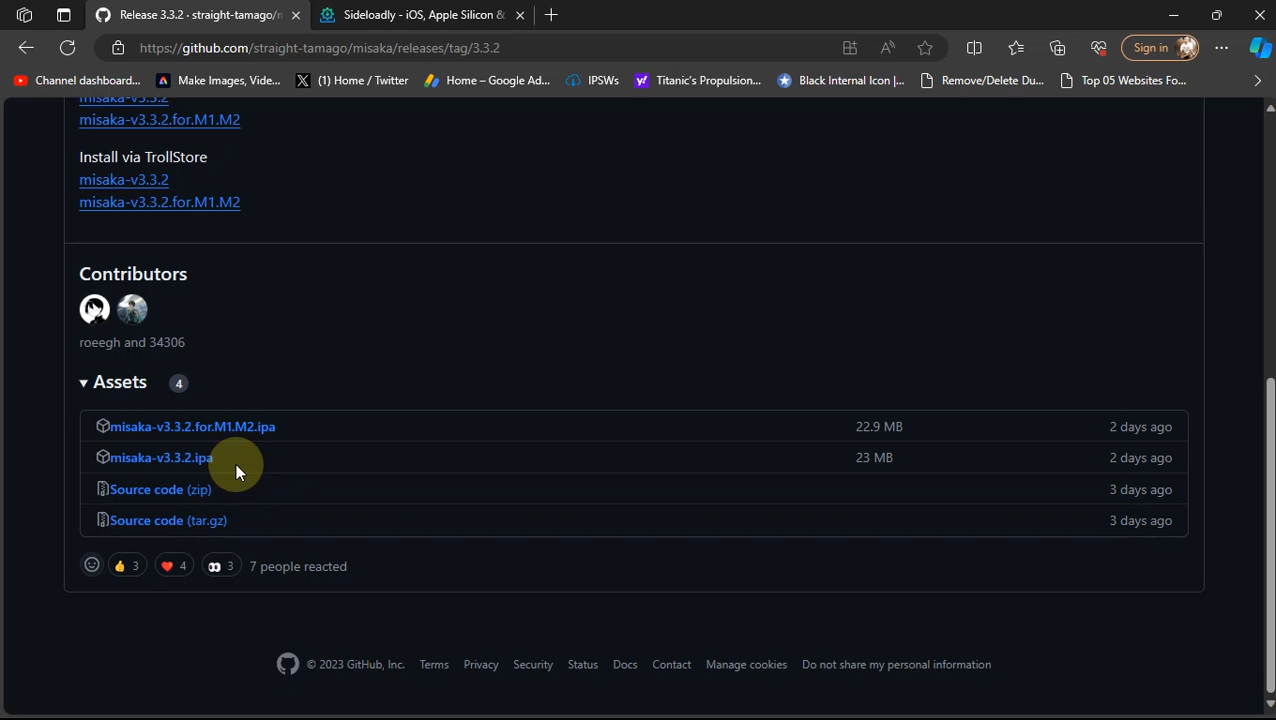 Release 3.3.2 · straight-tamago/m
Sideloadly - iOS, Apple Silicon &
https://github.com/straight-tamago/misaka/releases/tag/3.3.2
Sign in
Channel dashboard...
Make Images, Vide...
(1) Home / Twitter
Home – Google Ad...
IPSWs
Titanic's Propulsion...
Black Internal Icon |...
Remove/Delete Du...
Top 05 Websites Fo...
misaka-v3.3.2
misaka-v3.3.2.for.M1.M2
Install via TrollStore
misaka-v3.3.2
misaka-v3.3.2.for.M1.M2
Contributors
roeegh and 34306
Assets 4
misaka-v3.3.2.for.M1.M2.ipa 22.9 MB 2 days ago
misaka-v3.3.2.ipa 23 MB 2 days ago
Source code (zip) 3 days ago
Source code (tar.gz) 3 days ago
3 4 3 7 people reacted
© 2023 GitHub, Inc. Terms Privacy Security Status Docs Contact Manage cookies Do not share my personal information